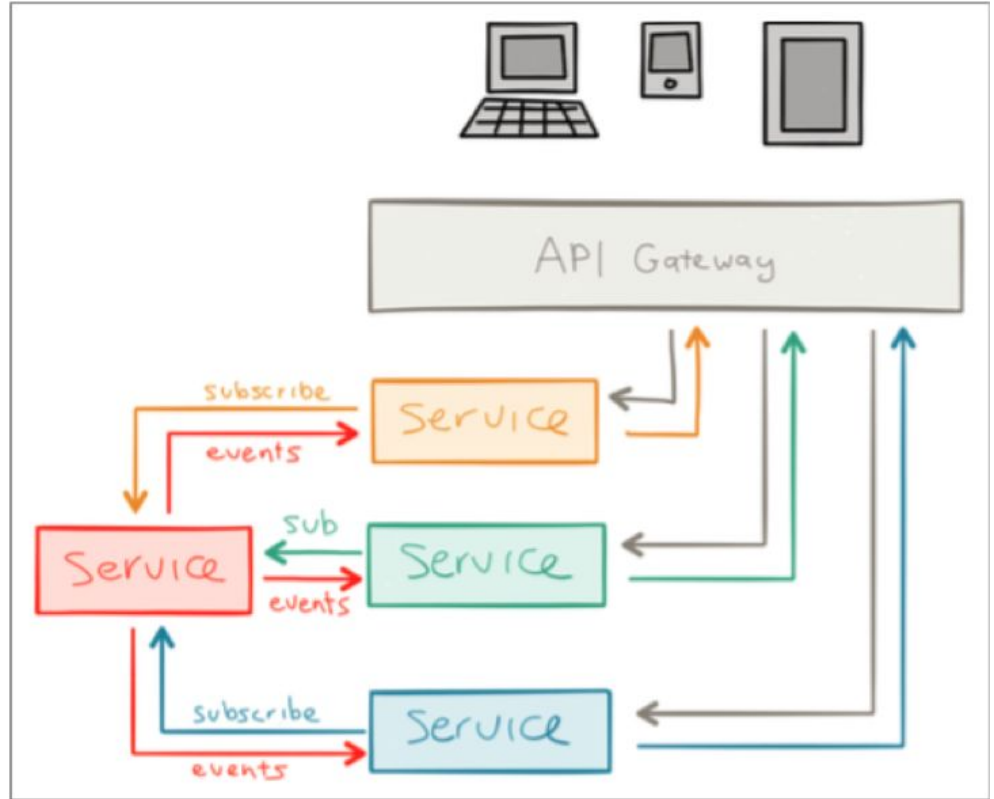 API Gateway
subscribe
Service
events
sub
Service
Service
events
subscribe
Service
events